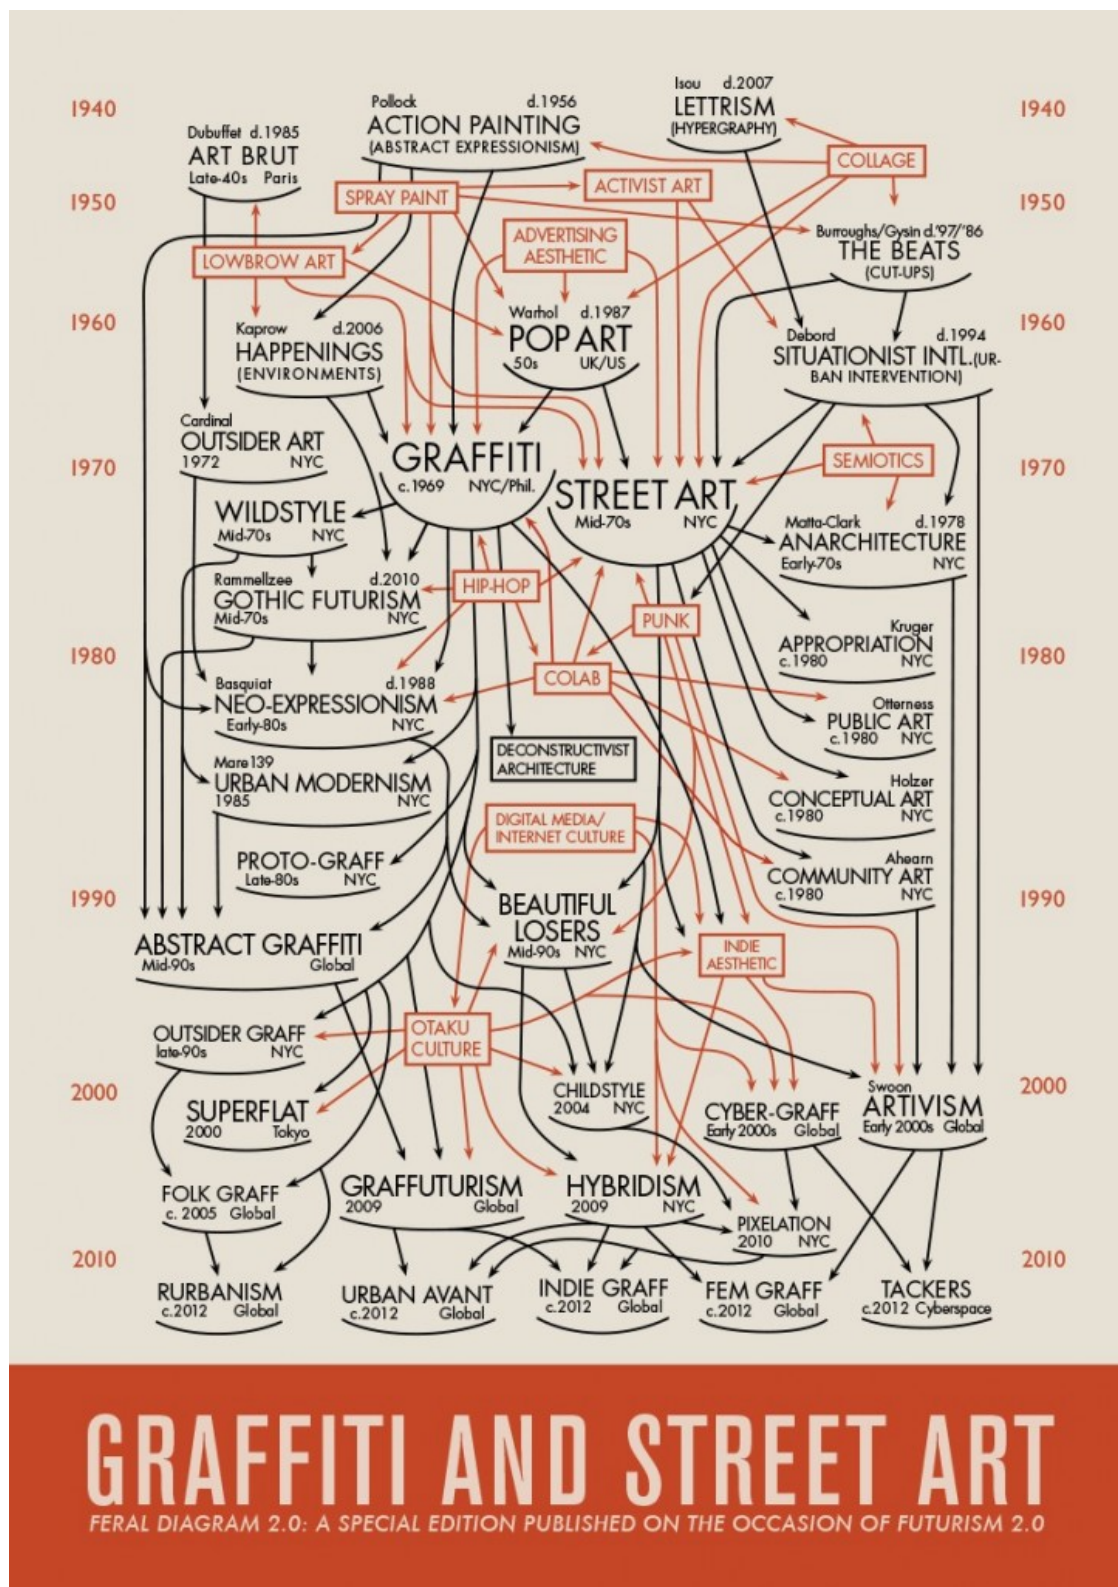 1940
1940
Isou d.2007
LETTRISM
(HYPERGRAPHY)
Pollock d.1956
ACTION PAINTING
(ABSTRACT EXPRESSIONISM)
Dubuffet d.1985
ART BRUT
Late-40s Paris
COLLAGE
1950
1950
SPRAY PAINT
ACTIVIST ART
ADVERTISING
AESTHETIC
Burroughs/Gysin d.'97/'86
THE BEATS
(CUT-UPS)
LOWBROW ART
1960
1960
Kaprow d.2006
HAPPENINGS
(ENVIRONMENTS)
Warhol d.1987
POP ART
50s UK/US
Debord d.1994
SITUATIONIST INTL.(UR-
BAN INTERVENTION)
Cardinal
OUTSIDER ART
1972 NYC
1970
1970
GRAFFITI
c.1969 NYC/Phil.
STREET ART
Mid-70s NYC
SEMIOTICS
WILDSTYLE
Mid-70s NYC
Matta-Clark d.1978
ANARCHITECTURE
Early-70s NYC
Rammellzee d.2010
GOTHIC FUTURISM
Mid-70s NYC
HIP-HOP
PUNK
Kruger
APPROPRIATION
c.1980 NYC
1980
1980
COLAB
Basquiat d.1988
NEO-EXPRESSIONISM
Early-80s NYC
Otterness
PUBLIC ART
c.1980 NYC
DECONSTRUCTIVIST
ARCHITECTURE
Mare139
URBAN MODERNISM
1985 NYC
Holzer
CONCEPTUAL ART
c.1980 NYC
DIGITAL MEDIA/
INTERNET CULTURE
PROTO-GRAFF
Late-80s NYC
Ahearn
COMMUNITY ART
c.1980 NYC
1990
1990
BEAUTIFUL
LOSERS
Mid-90s NYC
ABSTRACT GRAFFITI
Mid-90s Global
INDIE
AESTHETIC
OUTSIDER GRAFF
late-90s NYC
OTAKU
CULTURE
2000
2000
SUPERFLAT
2000 Tokyo
CHILDSTYLE
2004 NYC
CYBER-GRAFF
Early 2000s Global
Swoon
ARTIVISM
Early 2000s Global
FOLK GRAFF
c. 2005 Global
GRAFFUTURISM
2009 Global
HYBRIDISM
2009 NYC
PIXELATION
2010 NYC
2010
2010
RURBANISM
c.2012 Global
URBAN AVANT
c.2012 Global
INDIE GRAFF
c.2012 Global
FEM GRAFF
c.2012 Global
TACKERS
c.2012 Cyberspace
GRAFFITI AND STREET ART
FERAL DIAGRAM 2.0: A SPECIAL EDITION PUBLISHED ON THE OCCASION OF FUTURISM 2.0